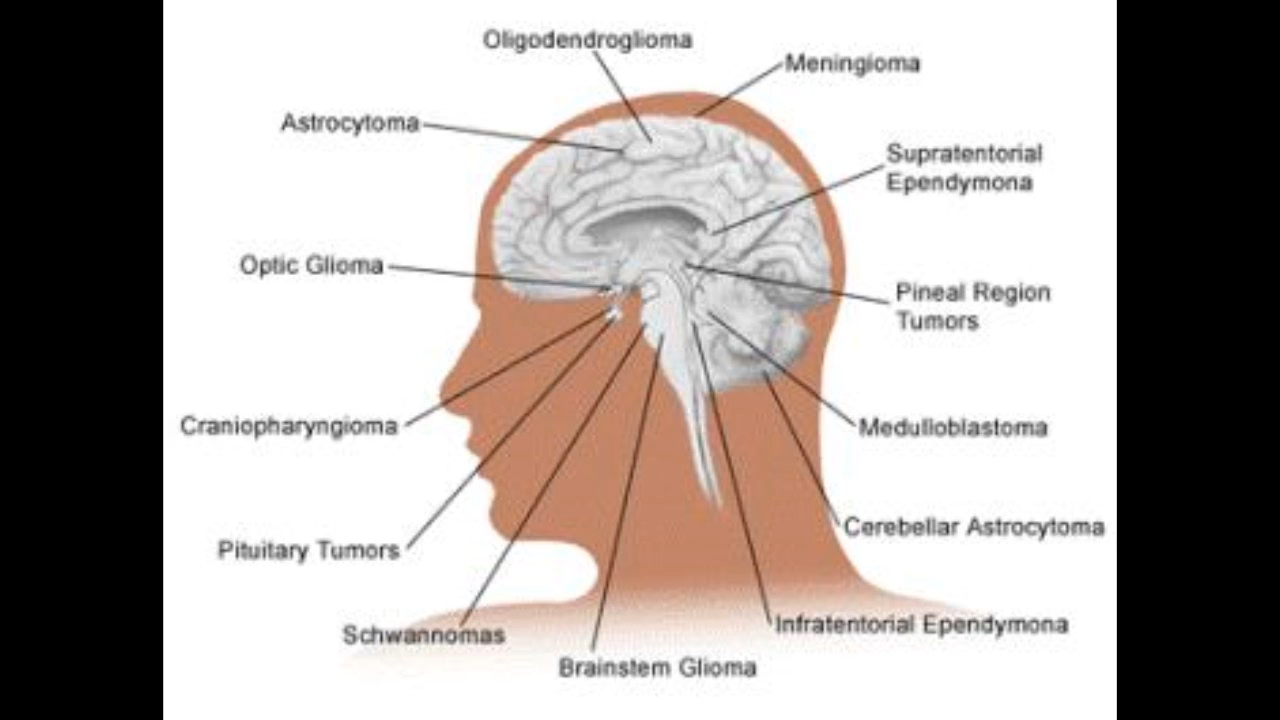 Oligodendroglioma
Meningioma
Astrocytoma
Supratentorial
Ependymona
Optic Glioma
Pineal Region
Tumors
Craniopharyngioma
Medulloblastoma
Cerebellar Astrocytoma
Pituitary Tumors
Infratentorial Ependymona
Schwannomas
Brainstem Glioma